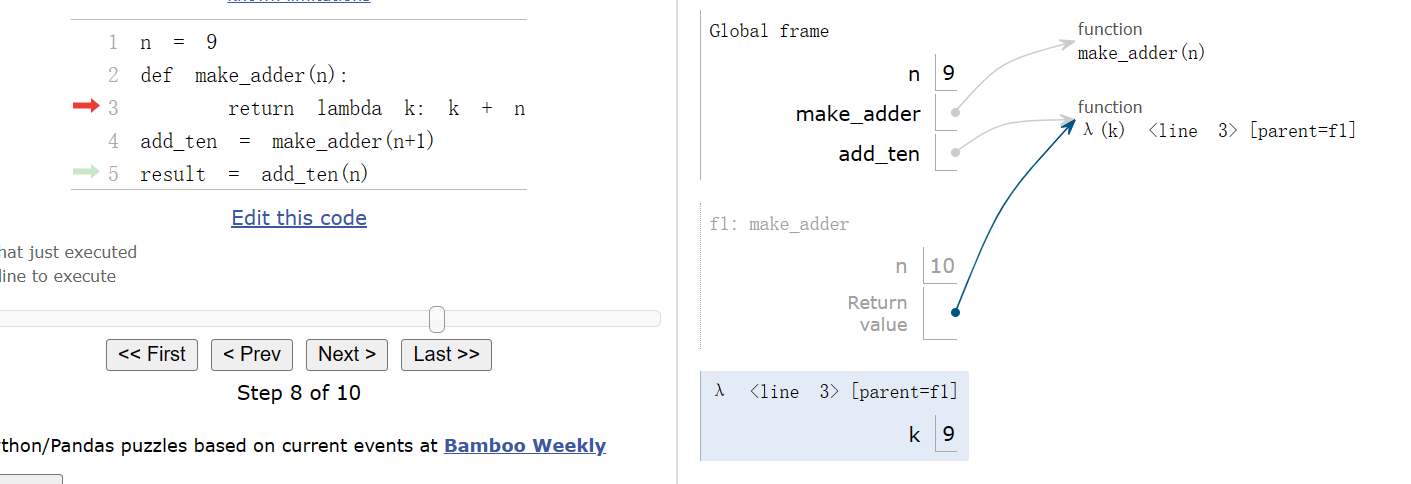 1 n = 9
2 def make_adder(n):
3 return lambda k: k + n
4 add_ten = make_adder(n+1)
5 result = add_ten(n)
Edit this code
hat just executed
line to execute
<< First < Prev Next > Last >>
Step 8 of 10
thon/Pandas puzzles based on current events at Bamboo Weekly
Global frame
n 9
make_adder
add_ten
function
make_adder(n)
function
λ(k) <line 3> [parent=f1]
f1: make_adder
n 10
Return
value
λ <line 3> [parent=f1]
k 9